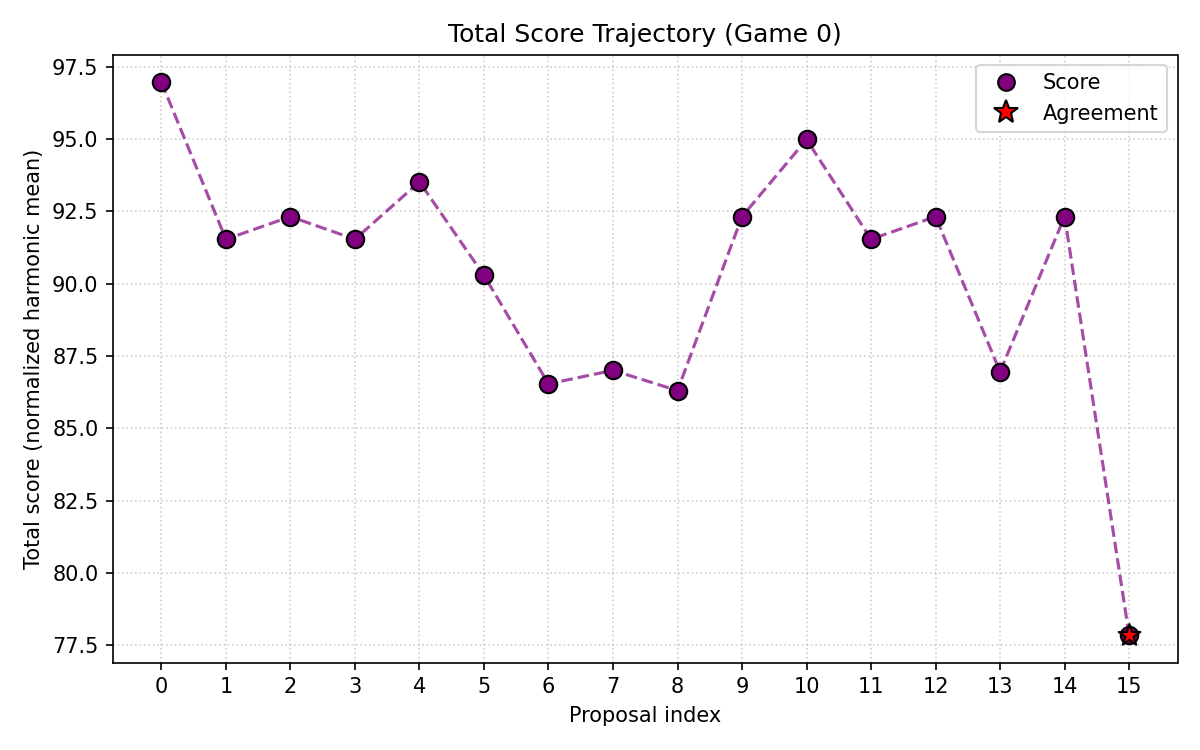 Total Score Trajectory (Game 0)
Total score (normalized harmonic mean)
97.5
95.0
92.5
90.0
87.5
85.0
82.5
80.0
77.5
Score
Agreement
0 1 2 3 4 5 6 7 8 9 10 11 12 13 14 15
Proposal index